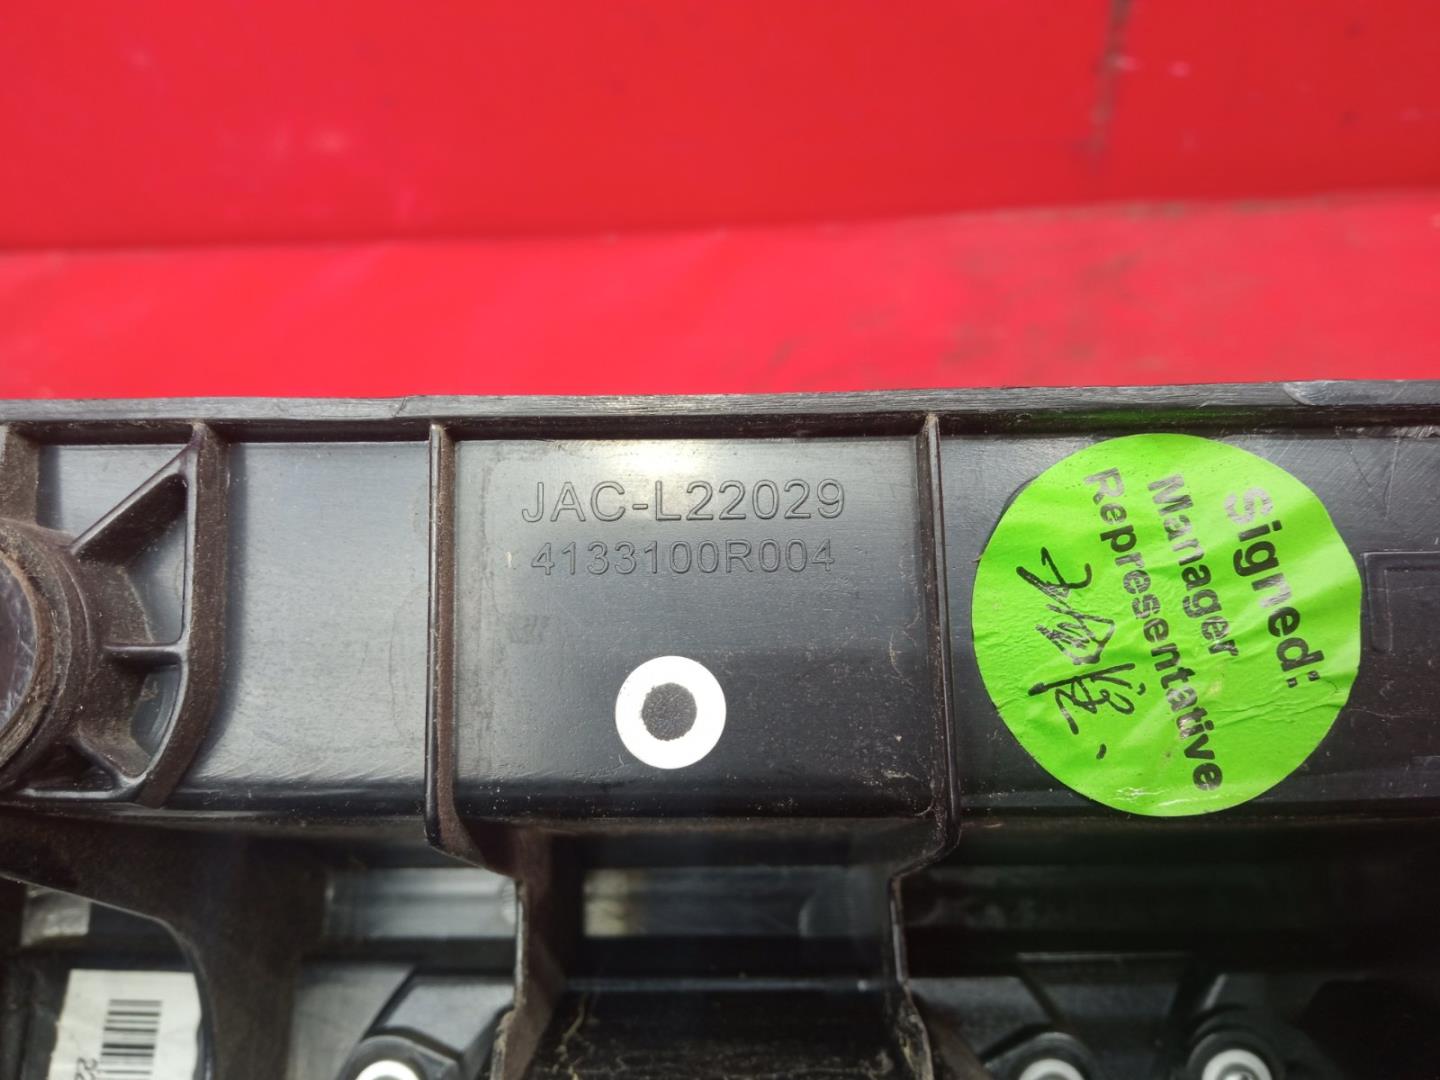 JAC-L22029
4133100R004
Signed:
Manager
Representative